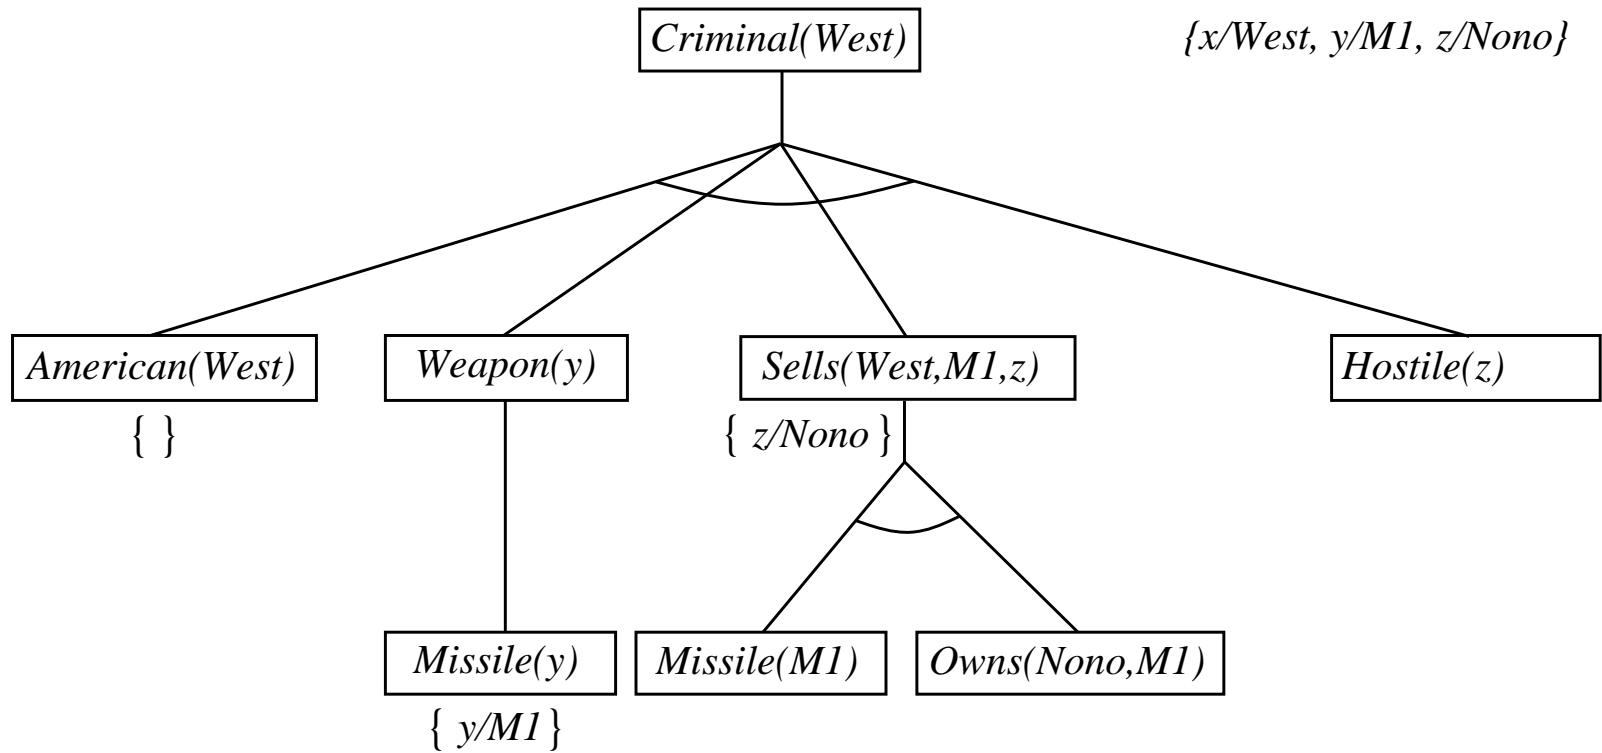 Criminal(West)
{x/West, y/M1, z/Nono}
American(West)
Weapon(y)
Sells(West,M1,z)
Hostile(z)
{ }
{ z/Nono }
Missile(y)
Missile(M1)
Owns(Nono,M1)
{ y/M1 }